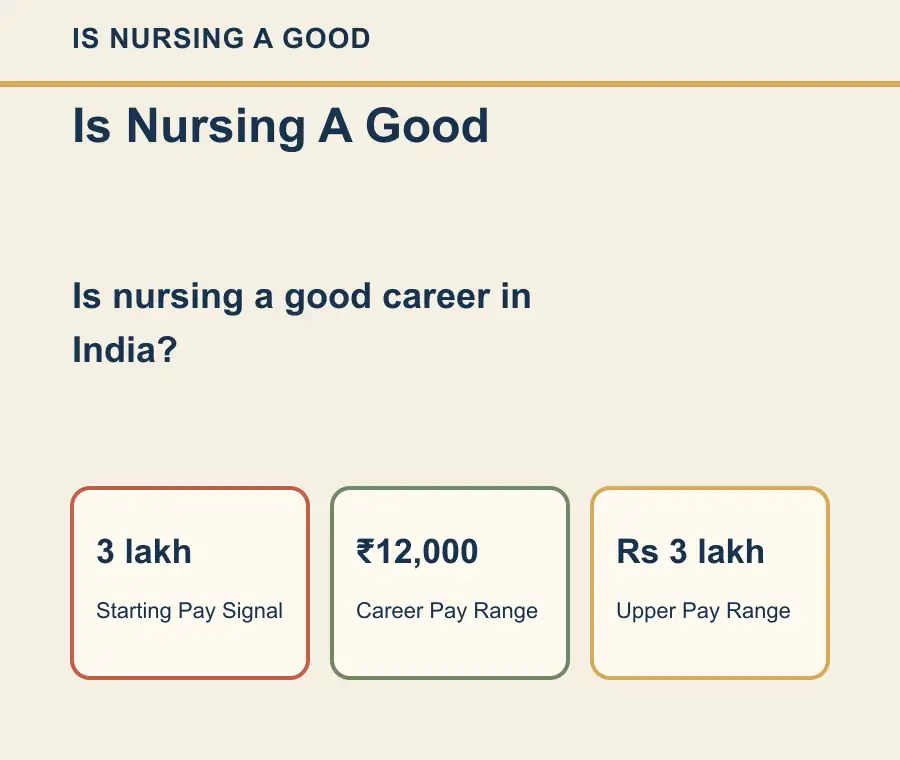 IS NURSING A GOOD
Is Nursing A Good
Is nursing a good career in
India?
3 lakh
Starting Pay Signal
₹12,000
Career Pay Range
Rs 3 lakh
Upper Pay Range